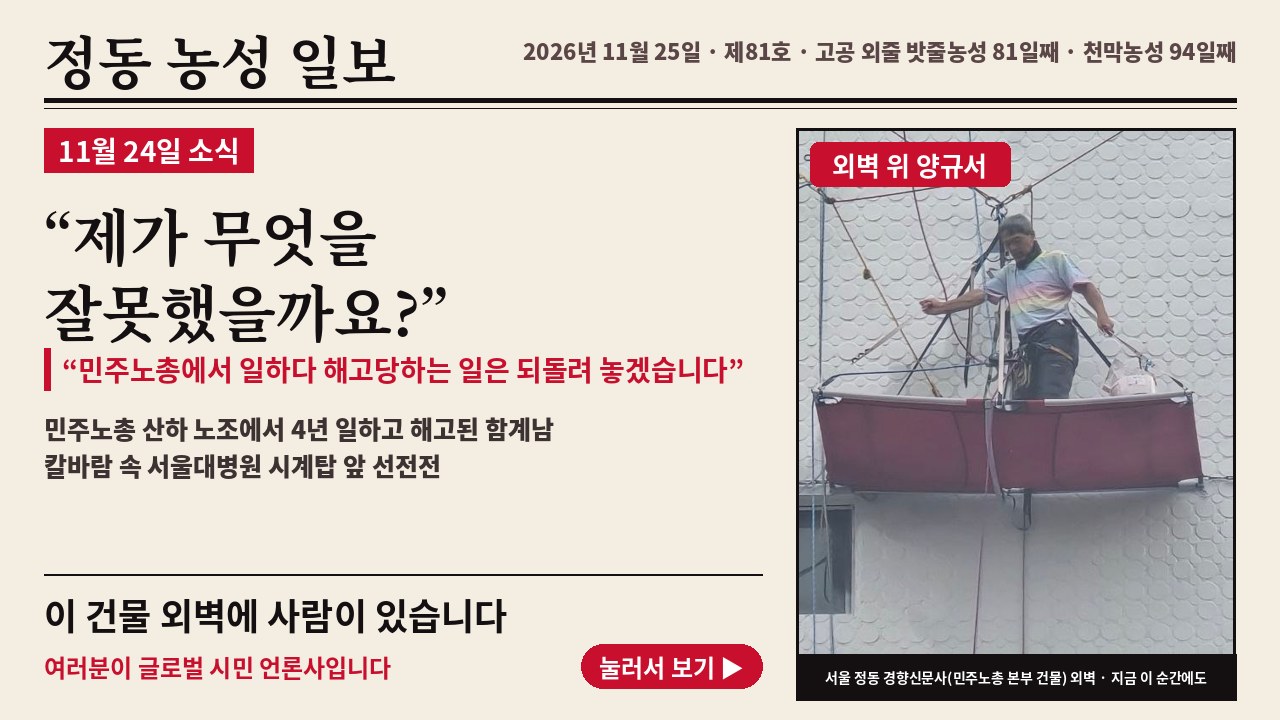 정동 농성 일보
2026년 11월 25일 · 제81호 · 고공 외줄 밧줄농성 81일째 · 천막농성 94일째
11월 24일 소식
“제가 무엇을
잘못했을까요?”
“민주노총에서 일하다 해고당하는 일은 되돌려 놓겠습니다”
민주노총 산하 노조에서 4년 일하고 해고된 함계남
칼바람 속 서울대병원 시계탑 앞 선전전
이 건물 외벽에 사람이 있습니다
여러분이 글로벌 시민 언론사입니다
눌러서 보기 ▶
외벽 위 양규서
서울 정동 경향신문사(민주노총 본부 건물) 외벽 · 지금 이 순간에도